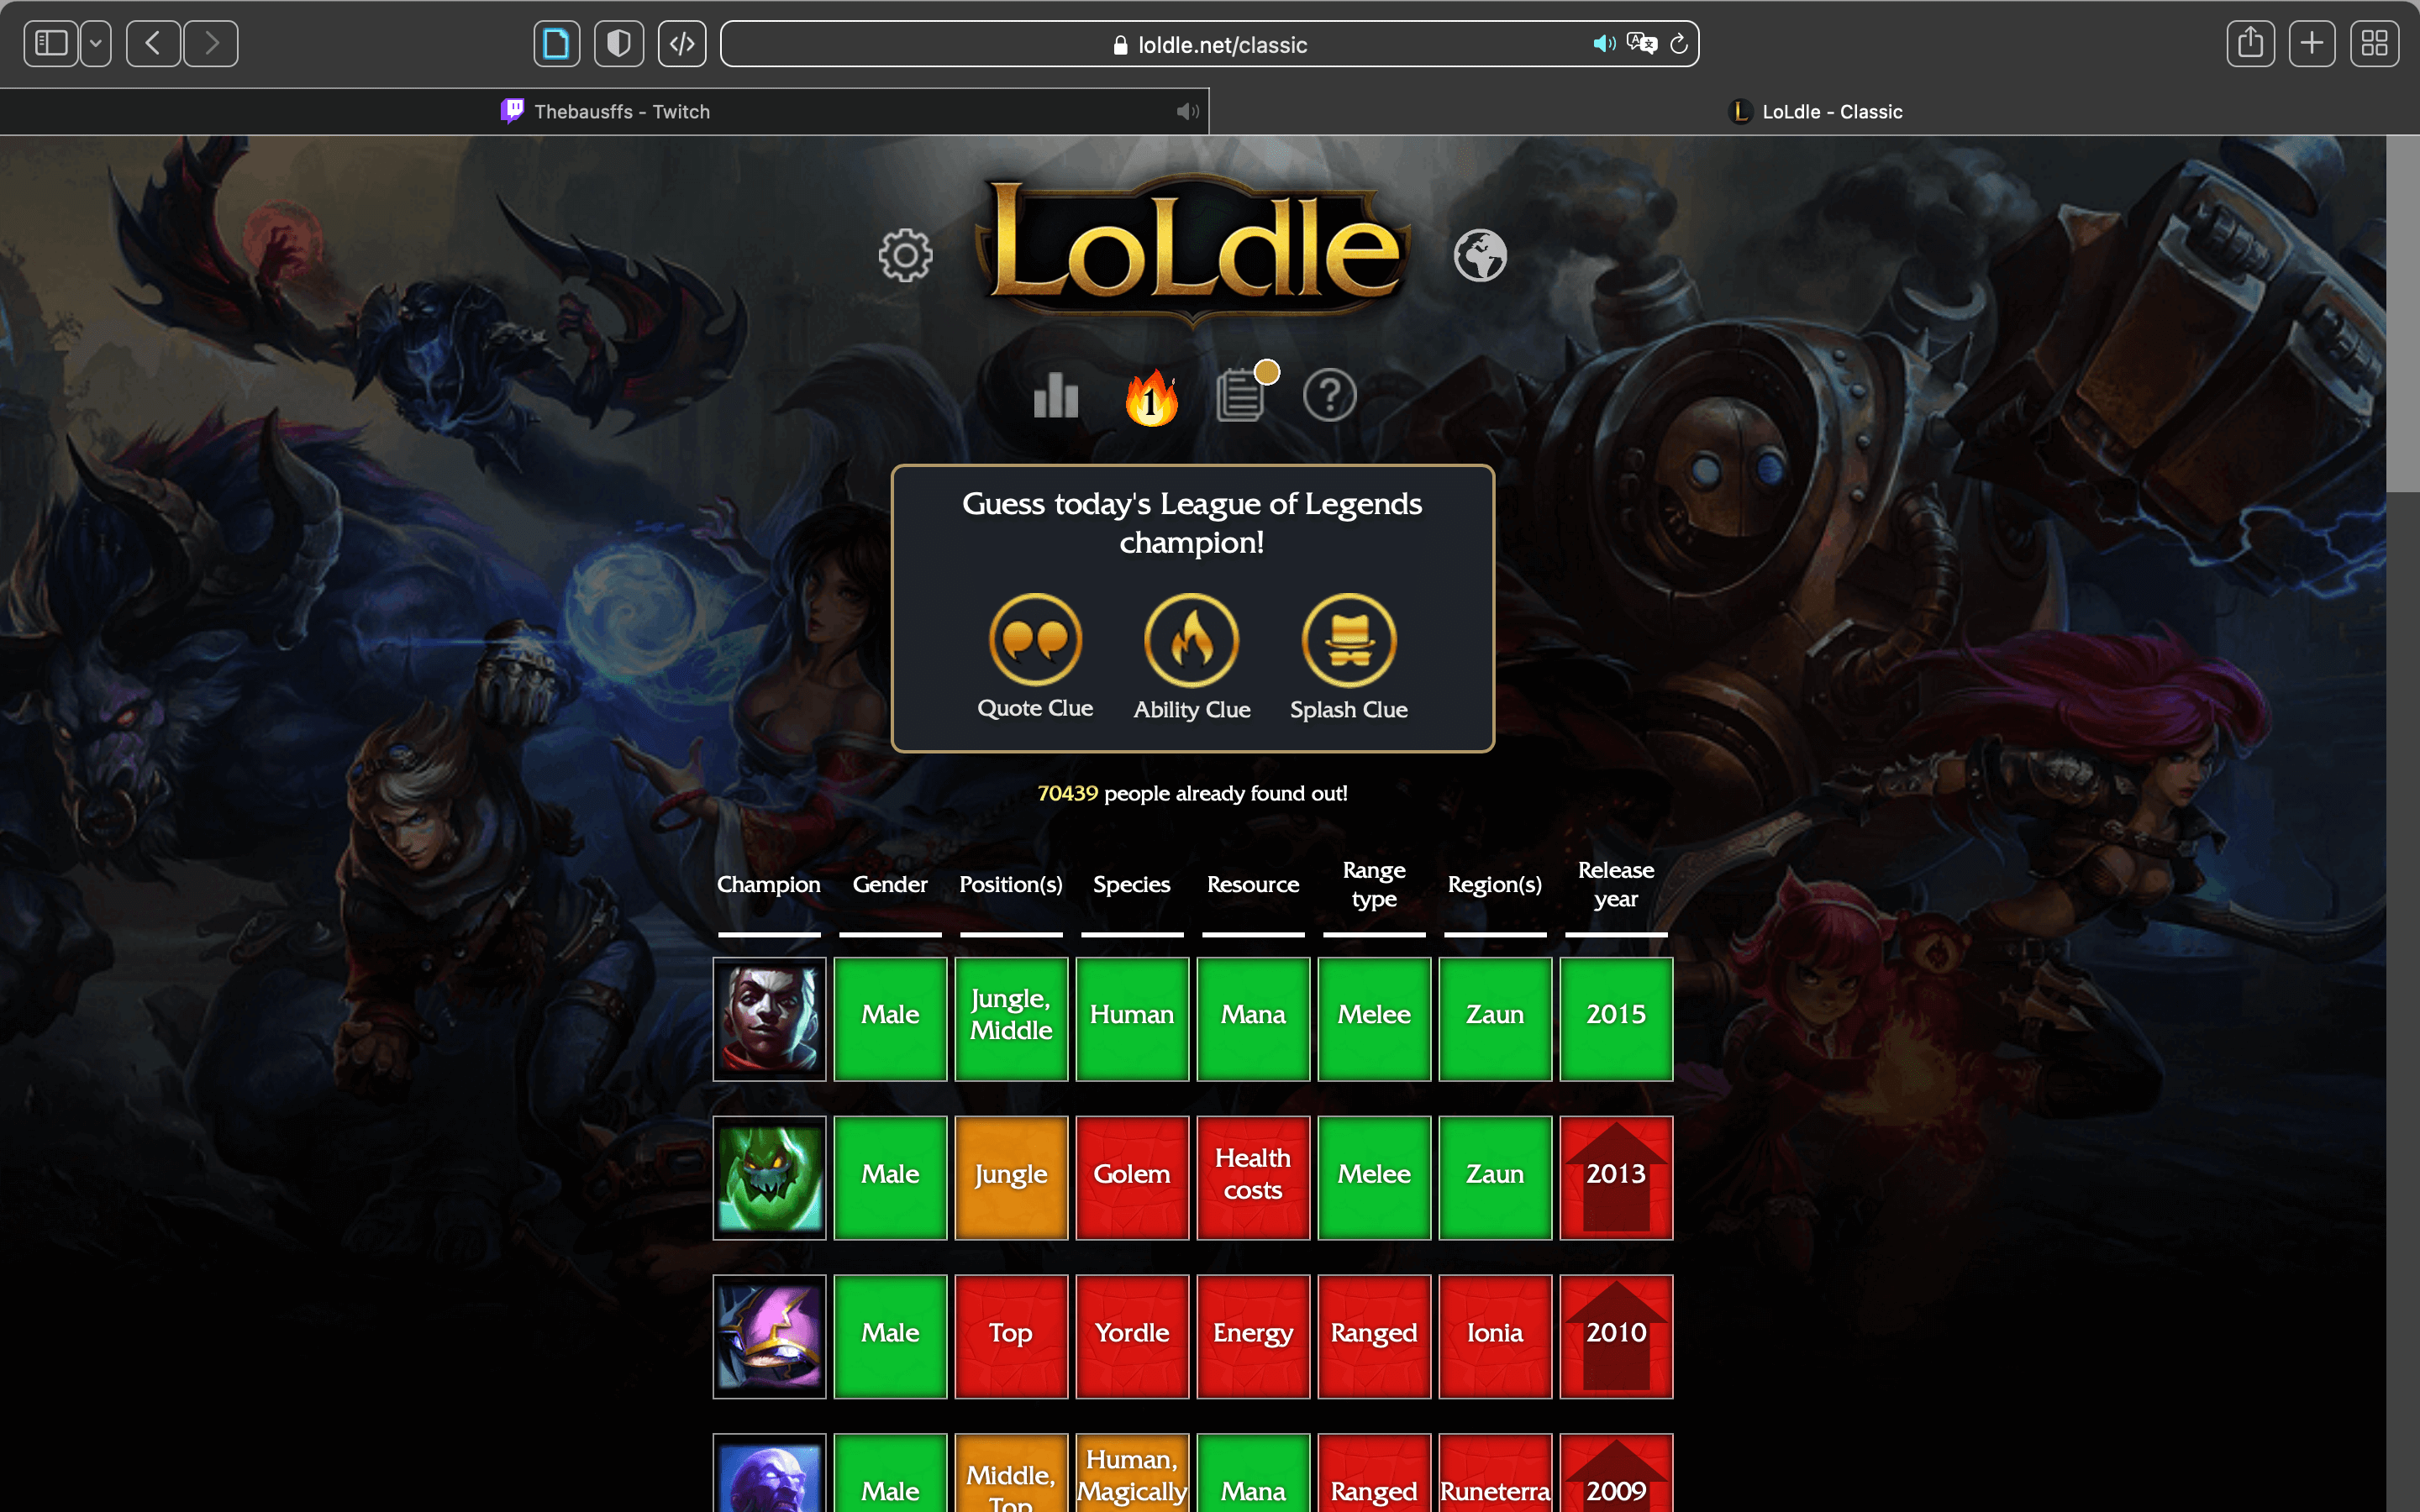 loldle.net/classic
Thebausffs - Twitch
LoLdle - Classic
LoLdle
1
Guess today's League of Legends
champion!
Quote Clue
Ability Clue
Splash Clue
70439 people already found out!
Champion
Gender
Position(s)
Species
Resource
Range
type
Region(s)
Release
year
Male
Jungle,
Middle
Human
Mana
Melee
Zaun
2015
Male
Jungle
Golem
Health
costs
Melee
Zaun
2013
Male
Top
Yordle
Energy
Ranged
Ionia
2010
Male
Middle,
Top
Human,
Magically
Mana
Ranged
Runeterra
2009